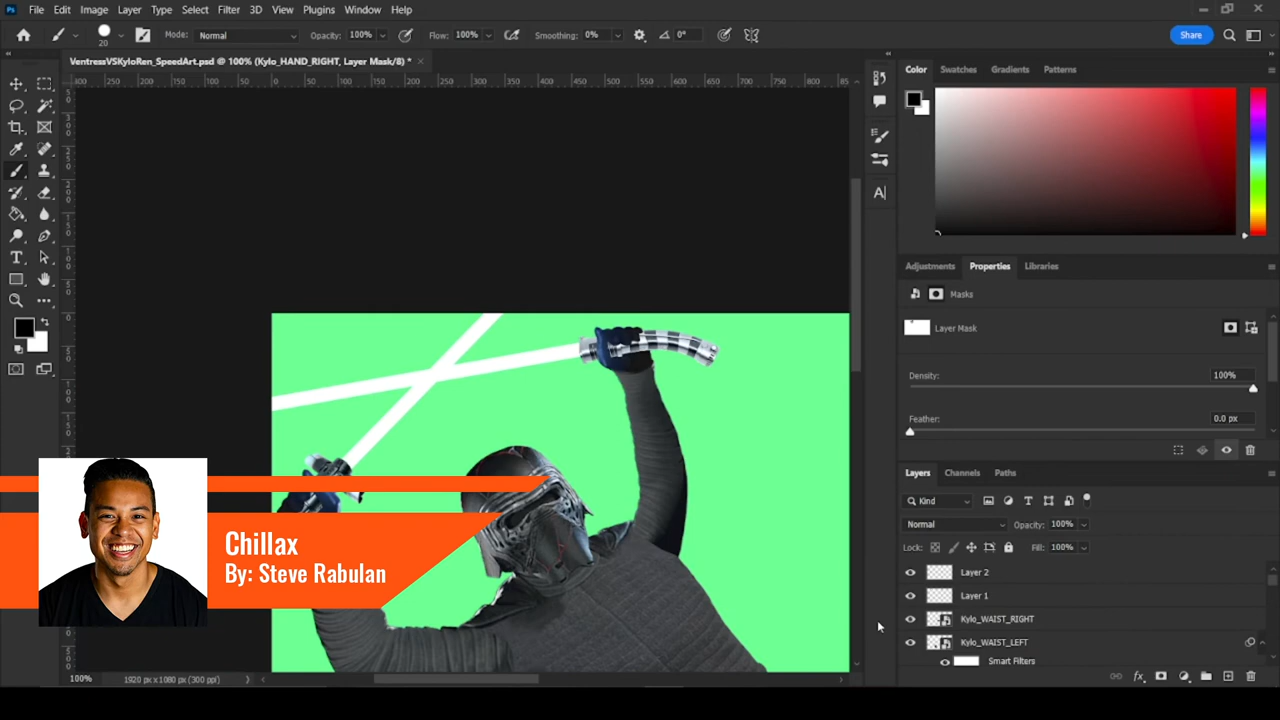 Ps File Edit Image Layer Type Select Filter 3D View Plugins Window Help
20 Mode: Normal Opacity: 100% Flow: 100% Smoothing: 0% 0° Share
VentressVSKyloRen_SpeedArt.psd @ 100% (Kylo_HAND_RIGHT, Layer Mask/8) *
Color Swatches Gradients Patterns
Adjustments Properties Libraries
Masks
Layer Mask
Density: 100%
Feather: 0.0 px
Layers Channels Paths
Kind
Normal Opacity: 100%
Lock: Fill: 100%
Layer 2
Layer 1
Kylo_WAIST_RIGHT
Kylo_WAIST_LEFT
Smart Filters
Chillax
By: Steve Rabulan
100% 1920 px x 1080 px (300 ppi)